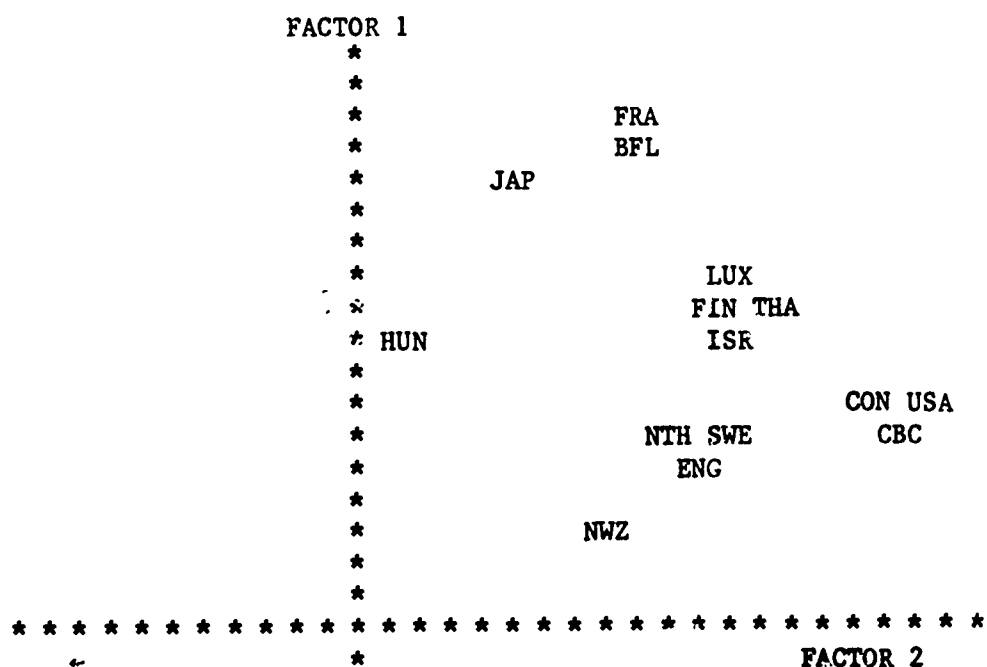 FACTOR 1
FRA
BFL
JAP
LUX
FIN THA
HUN ISR
CON USA
NTH SWE CBC
ENG
NWZ
FACTOR 2